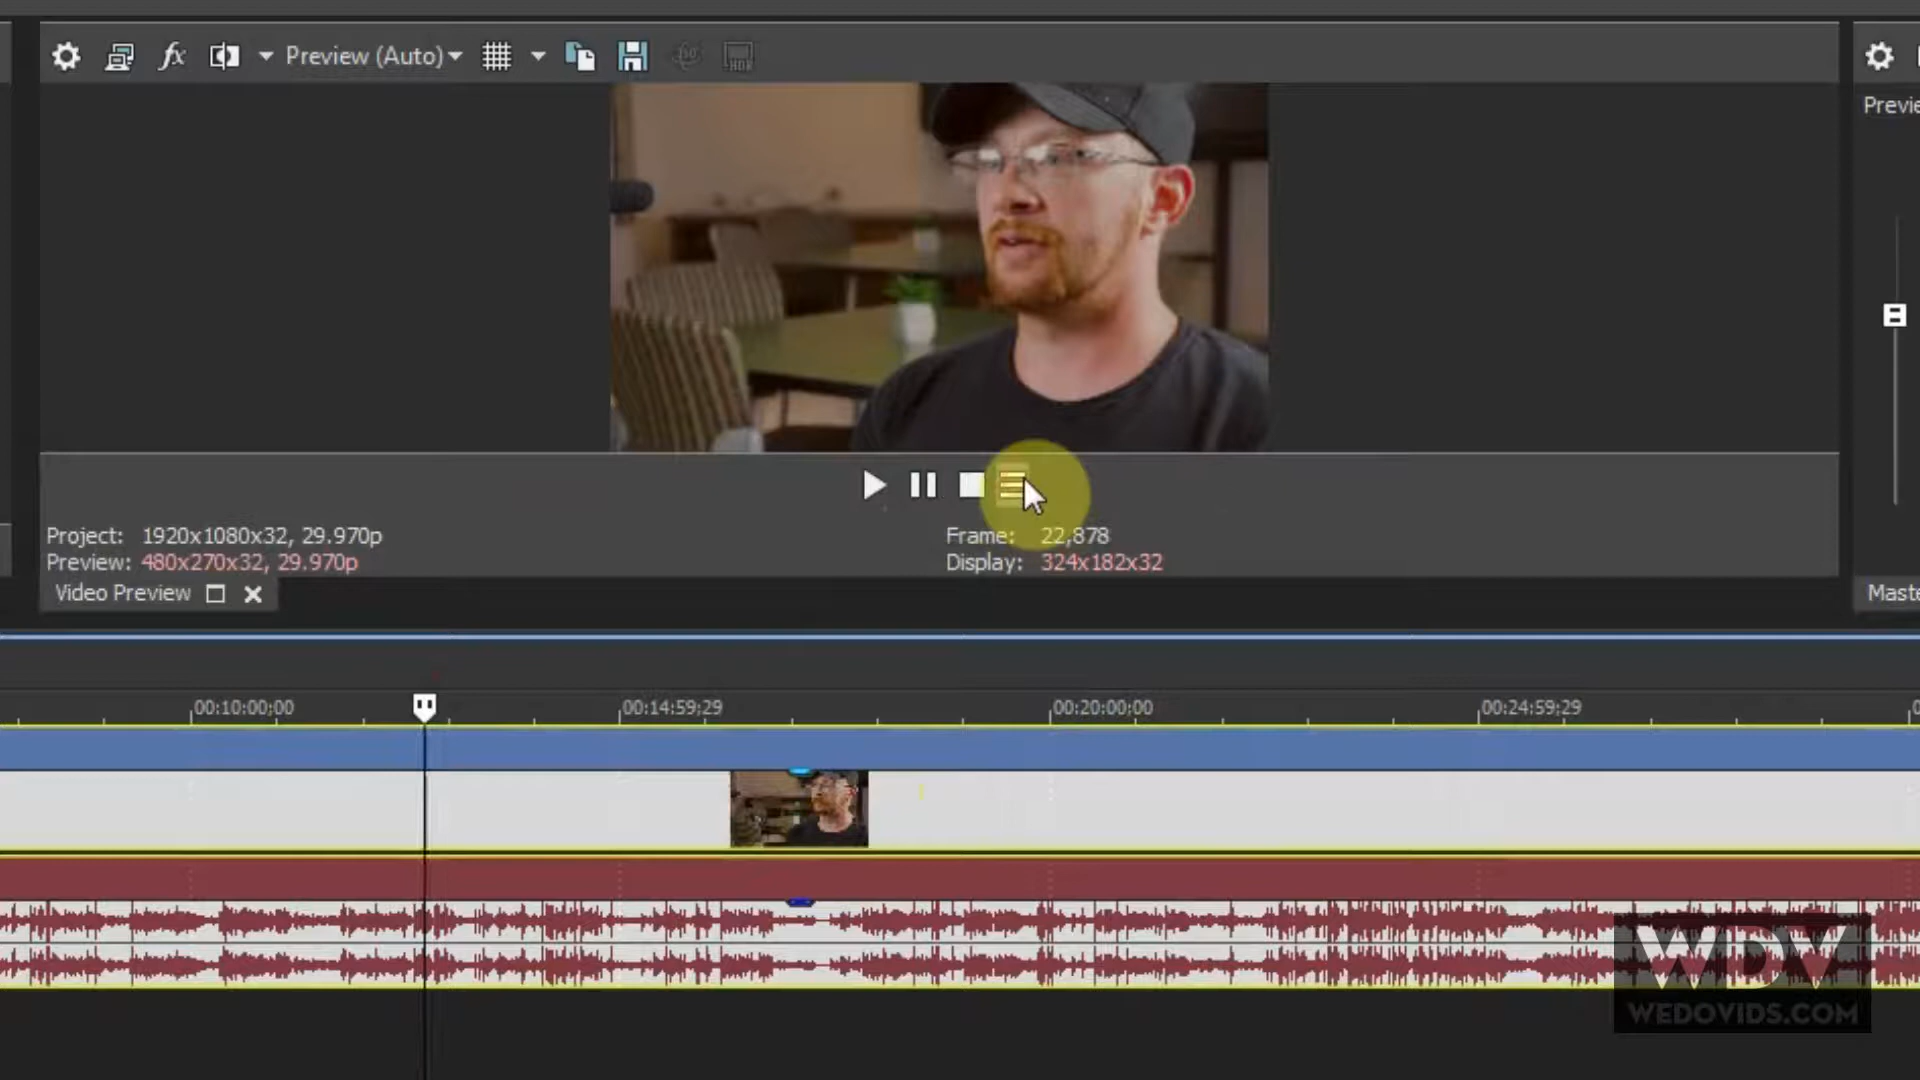 fx
Preview (Auto)
HDR
Previe
Project: 1920x1080x32, 29.970p
Frame: 22,878
Preview: 480x270x32, 29.970p
Display: 324x182x32
Video Preview
Maste
00:10:00;00
00:14:59;29
00:20:00;00
00:24:59;29
WDV
WEDOVIDS.COM